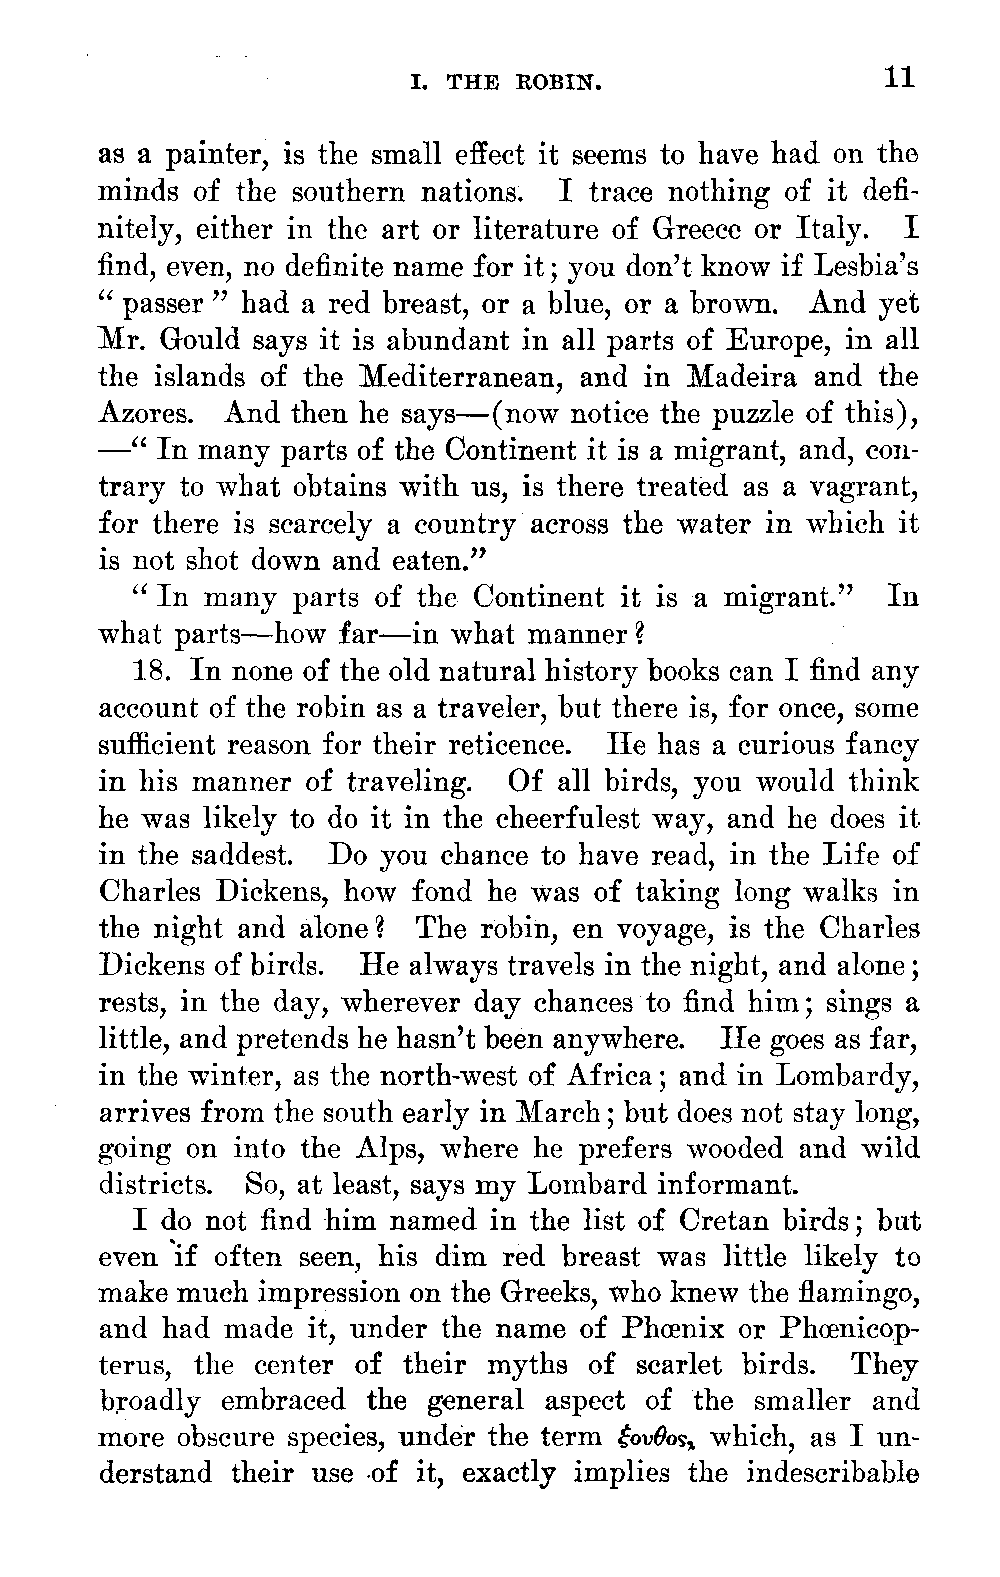 I. THE ROBIN. 11
as a painter, is the small effect it seems to have had on the
minds of the southern nations. I trace nothing of it defi-
nitely, either in the art or literature of Greece or Italy. I
find, even, no definite name for it; you don't know if Lesbia's
“passer” had a red breast, or a blue, or a brown. And yet
Mr. Gould says it is abundant in all parts of Europe, in all
the islands of the Mediterranean, and in Madeira and the
Azores. And then he says—(now notice the puzzle of this),
—“In many parts of the Continent it is a migrant, and, con-
trary to what obtains with us, is there treated as a vagrant,
for there is scarcely a country across the water in which it
is not shot down and eaten.”
“In many parts of the Continent it is a migrant.” In
what parts—how far—in what manner?
18. In none of the old natural history books can I find any
account of the robin as a traveler, but there is, for once, some
sufficient reason for their reticence. He has a curious fancy
in his manner of traveling. Of all birds, you would think
he was likely to do it in the cheerfulest way, and he does it
in the saddest. Do you chance to have read, in the Life of
Charles Dickens, how fond he was of taking long walks in
the night and alone? The robin, en voyage, is the Charles
Dickens of birds. He always travels in the night, and alone;
rests, in the day, wherever day chances to find him; sings a
little, and pretends he hasn't been anywhere. He goes as far,
in the winter, as the north-west of Africa; and in Lombardy,
arrives from the south early in March; but does not stay long,
going on into the Alps, where he prefers wooded and wild
districts. So, at least, says my Lombard informant.
I do not find him named in the list of Cretan birds; but
even if often seen, his dim red breast was little likely to
make much impression on the Greeks, who knew the flamingo,
and had made it, under the name of Phœnix or Phœnicop-
terus, the center of their myths of scarlet birds. They
broadly embraced the general aspect of the smaller and
more obscure species, under the term ξουθος, which, as I un-
derstand their use of it, exactly implies the indescribable